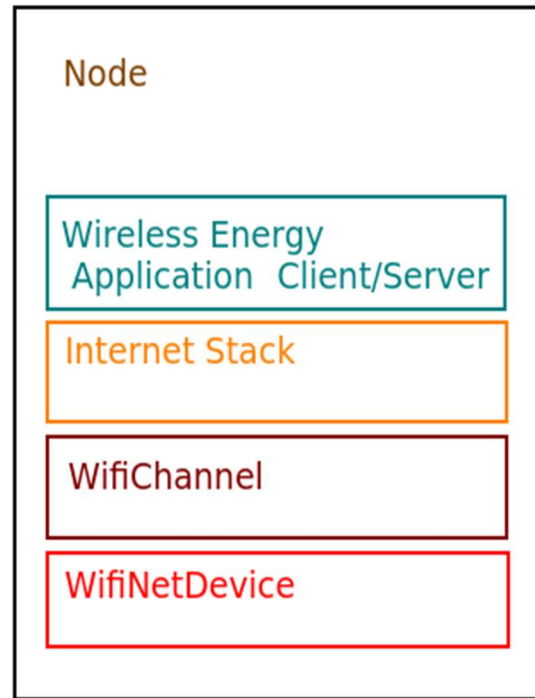 Node
Wireless Energy
Application Client/Server
Internet Stack
WifiChannel
WifiNetDevice